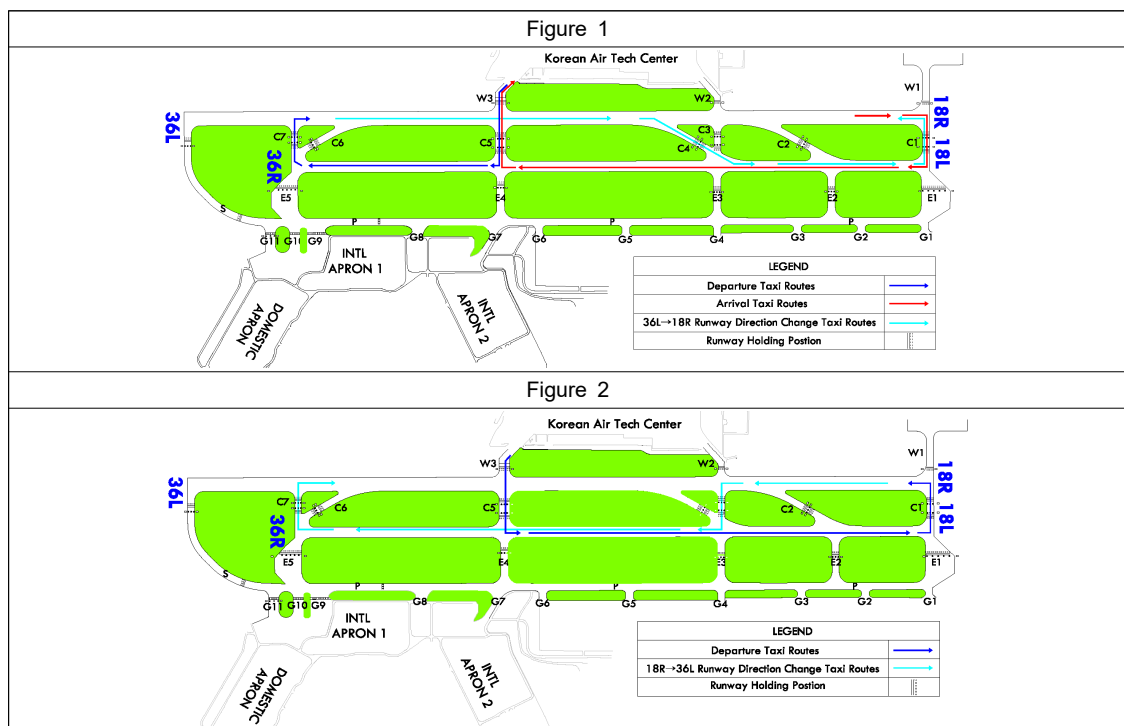 Figure 1
Korean Air Tech Center
W3
W2
W1
36L
18R
C7
C6
C5
C4
C3
C2
C1
36R
18L
E5
E4
E3
E2
E1
S
P
P
G11
G10
G9
G8
G7
G6
G5
G4
G3
G2
G1
INTL
APRON 1
INTL
APRON 2
DOMESTIC
APRON
LEGEND
Departure Taxi Routes
Arrival Taxi Routes
36L→18R Runway Direction Change Taxi Routes
Runway Holding Postion
Figure 2
Korean Air Tech Center
W3
W2
W1
36L
18R
C7
C6
C5
C2
C1
36R
18L
E5
E4
E3
E2
E1
S
P
P
G11
G10
G9
G8
G7
G6
G5
G4
G3
G2
G1
INTL
APRON 1
INTL
APRON 2
DOMESTIC
APRON
LEGEND
Departure Taxi Routes
18R→36L Runway Direction Change Taxi Routes
Runway Holding Postion